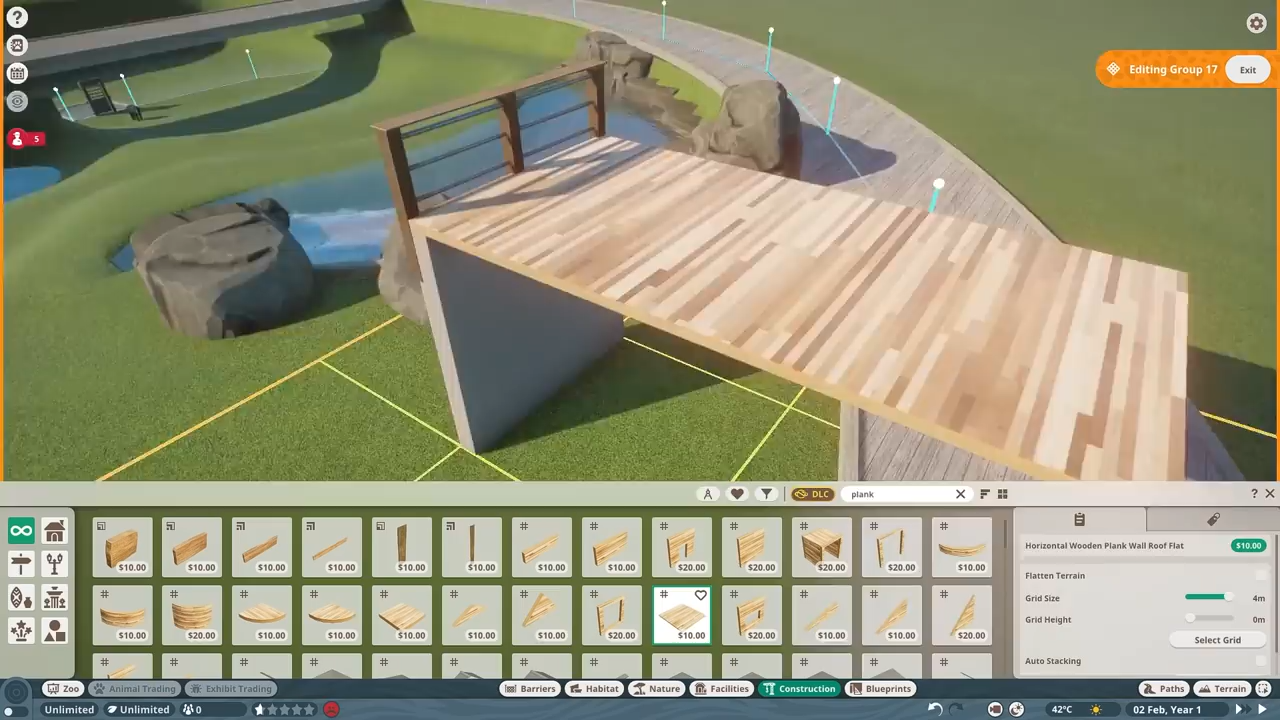 ?
Editing Group 17
Exit
5
DLC
plank
?
$10.00
$10.00
$10.00
$10.00
$10.00
$10.00
$10.00
$10.00
$20.00
$20.00
$20.00
$20.00
$10.00
$10.00
$20.00
$10.00
$10.00
$10.00
$10.00
$10.00
$20.00
$10.00
$20.00
$10.00
$10.00
$20.00
Horizontal Wooden Plank Wall Roof Flat
$10.00
Flatten Terrain
Grid Size
4m
Grid Height
0m
Select Grid
Auto Stacking
Zoo
Animal Trading
Exhibit Trading
Barriers
Habitat
Nature
Facilities
Construction
Blueprints
Paths
Terrain
Unlimited
Unlimited
0
42°C
02 Feb, Year 1